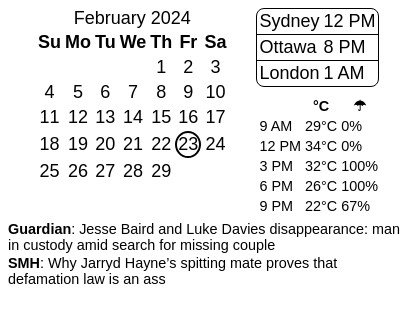 February 2024
Su Mo Tu We Th Fr Sa
1 2 3
4 5 6 7 8 9 10
11 12 13 14 15 16 17
18 19 20 21 22 23 24
25 26 27 28 29
Sydney 12 PM
Ottawa 8 PM
London 1 AM
°C ☂
9 AM 29°C 0%
12 PM 34°C 0%
3 PM 32°C 100%
6 PM 26°C 100%
9 PM 22°C 67%
Guardian: Jesse Baird and Luke Davies disappearance: man
in custody amid search for missing couple
SMH: Why Jarryd Hayne’s spitting mate proves that
defamation law is an ass